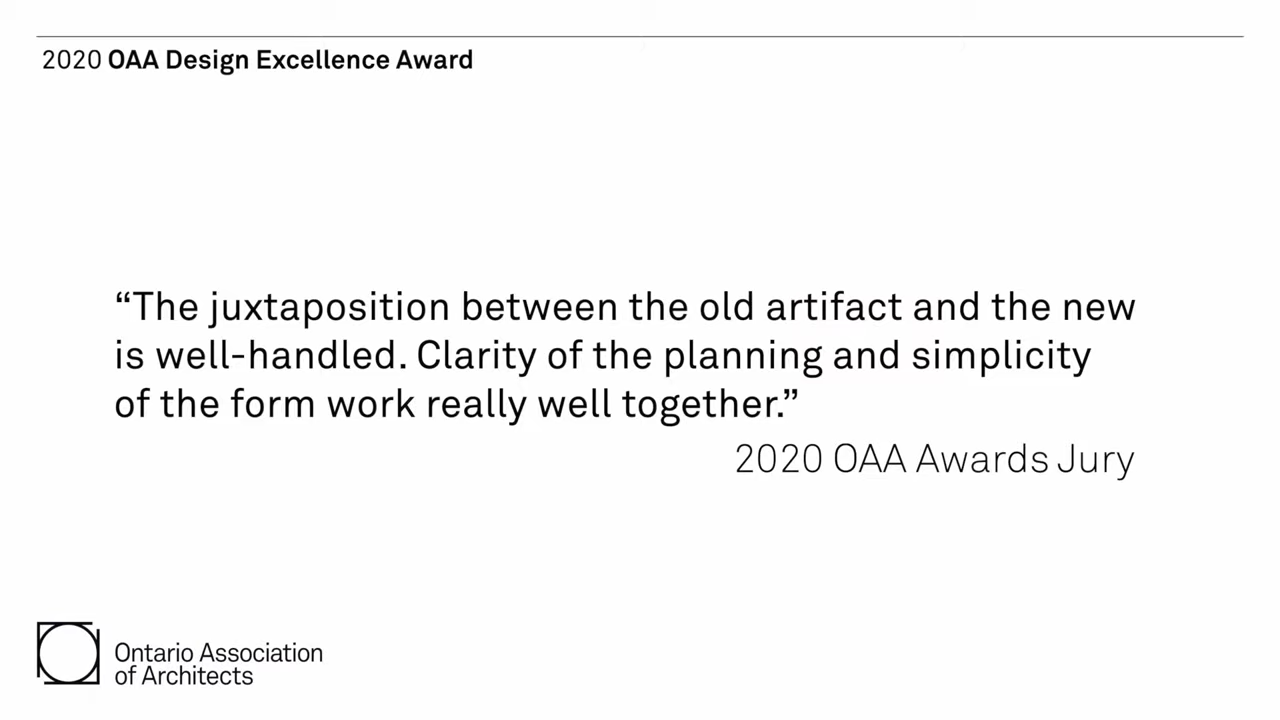 2020 OAA Design Excellence Award
“The juxtaposition between the old artifact and the new
is well-handled. Clarity of the planning and simplicity
of the form work really well together.”
2020 OAA Awards Jury
Ontario Association
of Architects